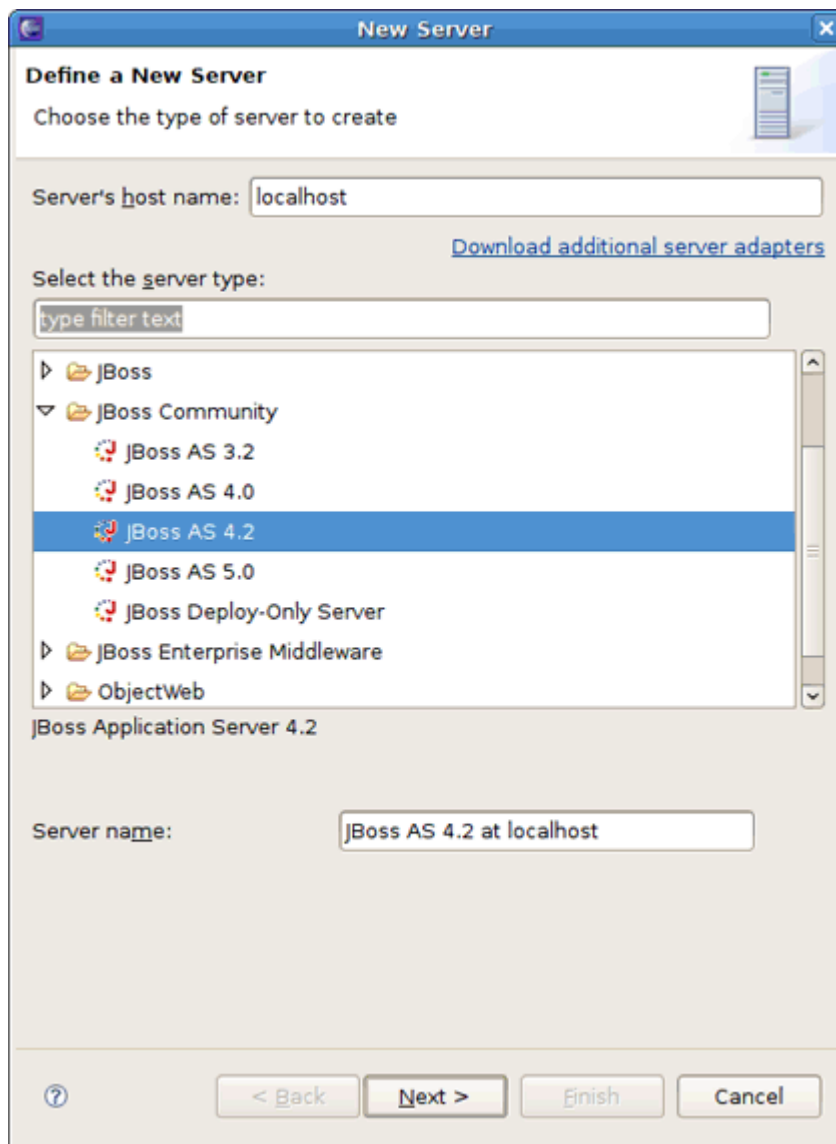 New Server
Define a New Server
Choose the type of server to create
Server's host name: localhost
Download additional server adapters
Select the server type:
type filter text
JBoss
JBoss Community
JBoss AS 3.2
JBoss AS 4.0
JBoss AS 4.2
JBoss AS 5.0
JBoss Deploy-Only Server
JBoss Enterprise Middleware
ObjectWeb
JBoss Application Server 4.2
Server name: JBoss AS 4.2 at localhost
? < Back Next > Finish Cancel